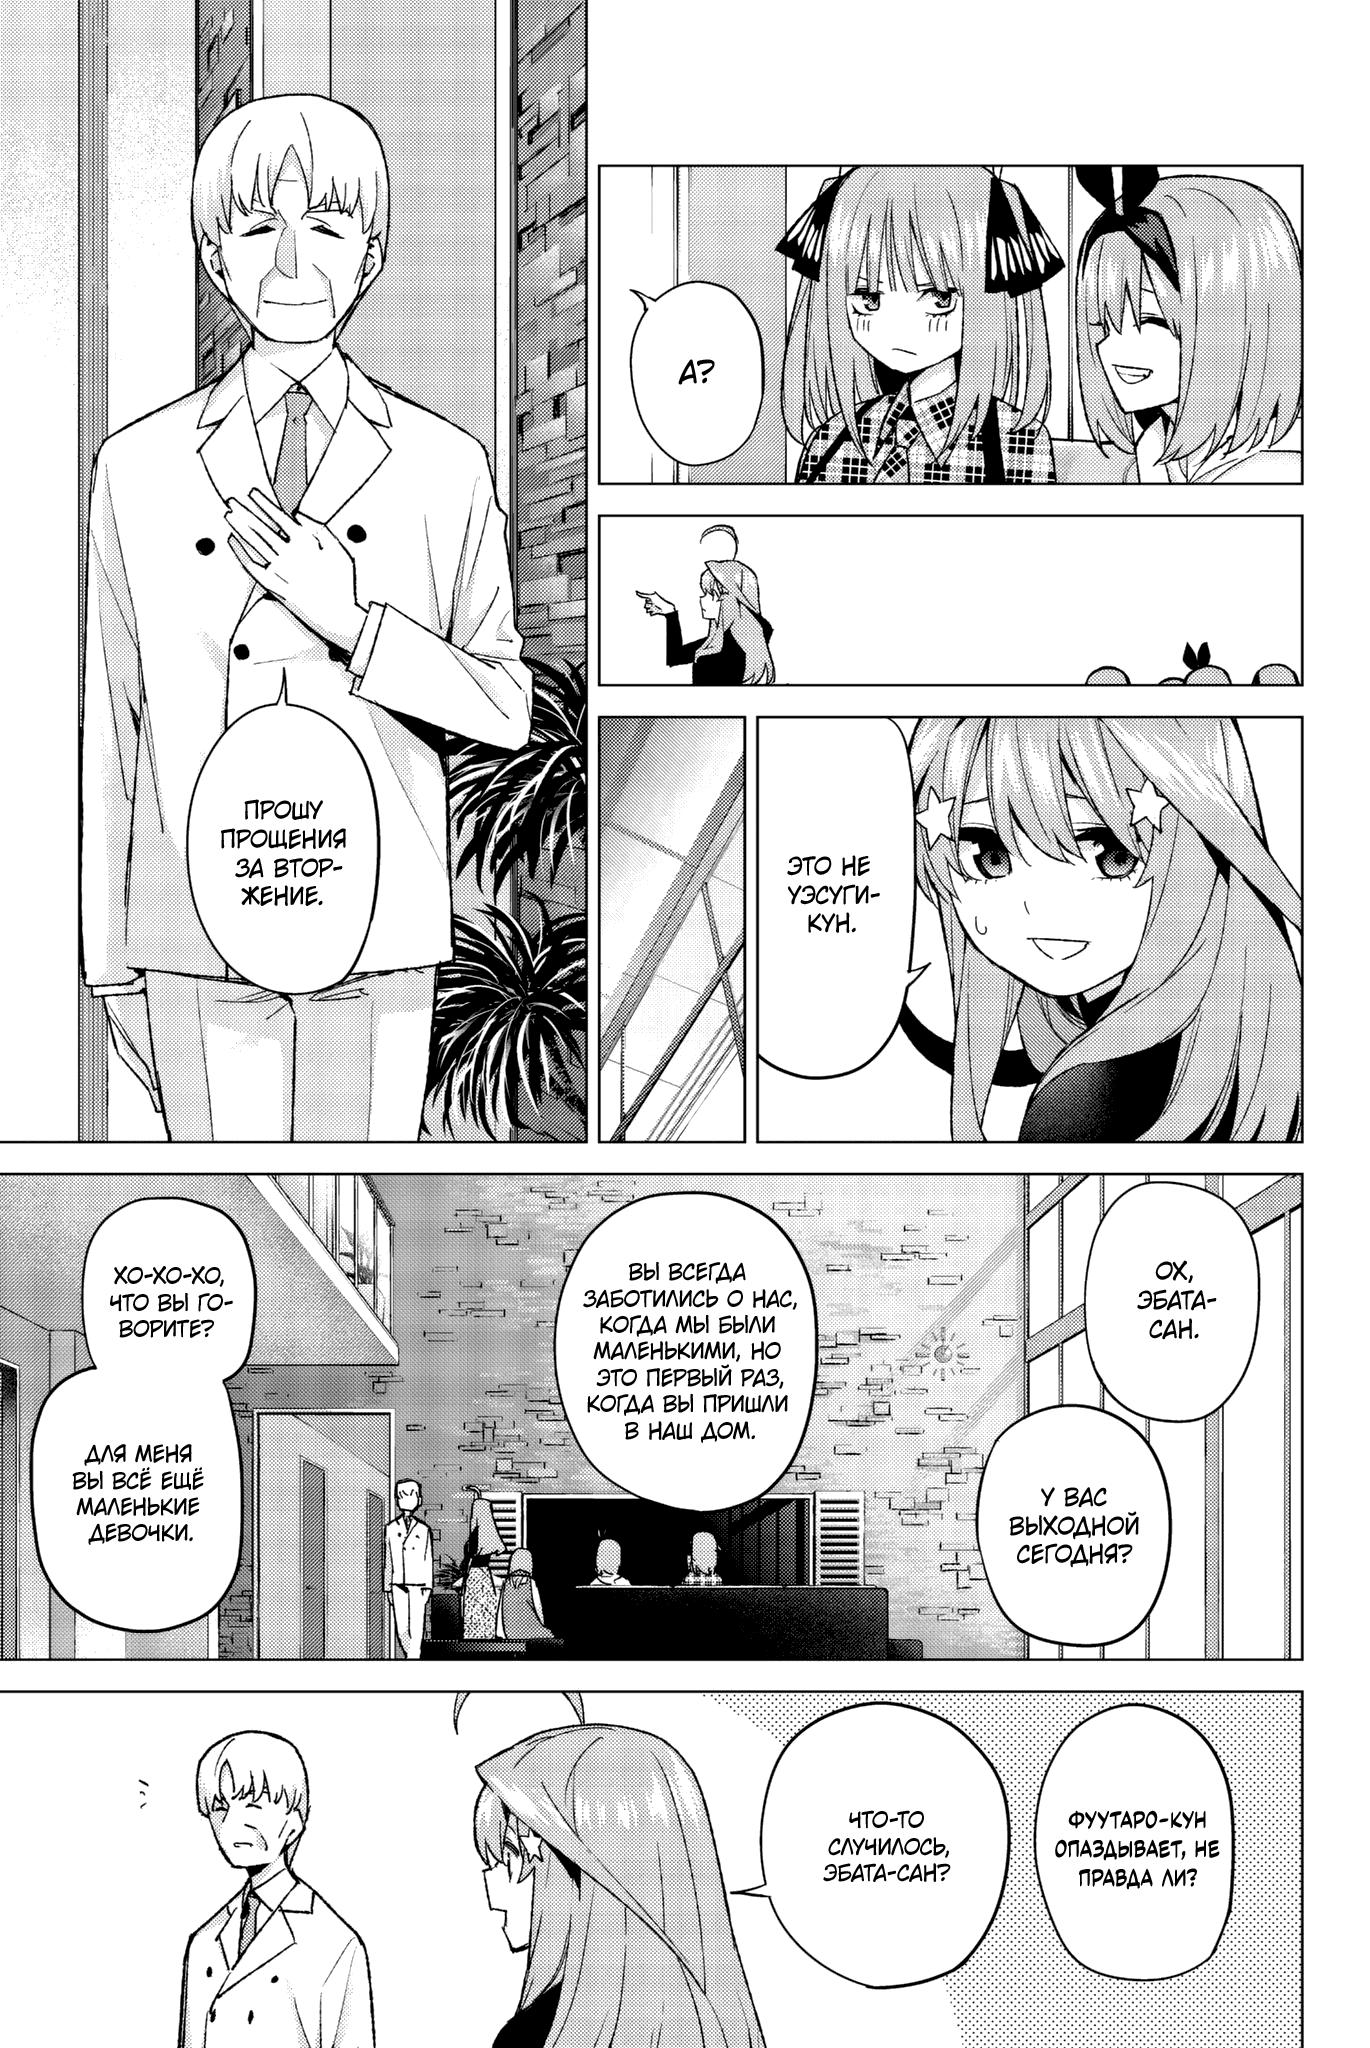 А?
ЭТО НЕ
УЭСУГИ-
КУН.
ПРОШУ
ПРОЩЕНИЯ
ЗА ВТОР-
ЖЕНИЕ.
ОХ,
ЭБАТА-
САН.
У ВАС
ВЫХОДНОЙ
СЕГОДНЯ?
ВЫ ВСЕГДА
ЗАБОТИЛИСЬ О НАС,
КОГДА МЫ БЫЛИ
МАЛЕНЬКИМИ, НО
ЭТО ПЕРВЫЙ РАЗ,
КОГДА ВЫ ПРИШЛИ
В НАШ ДОМ.
ХО-ХО-ХО,
ЧТО ВЫ ГО-
ВОРИТЕ?
ДЛЯ МЕНЯ
ВЫ ВСЁ ЕЩЁ
МАЛЕНЬКИЕ
ДЕВОЧКИ.
ФУУТАРО-КУН
ОПАЗДЫВАЕТ, НЕ
ПРАВДА ЛИ?
ЧТО-ТО
СЛУЧИЛОСЬ,
ЭБАТА-САН?